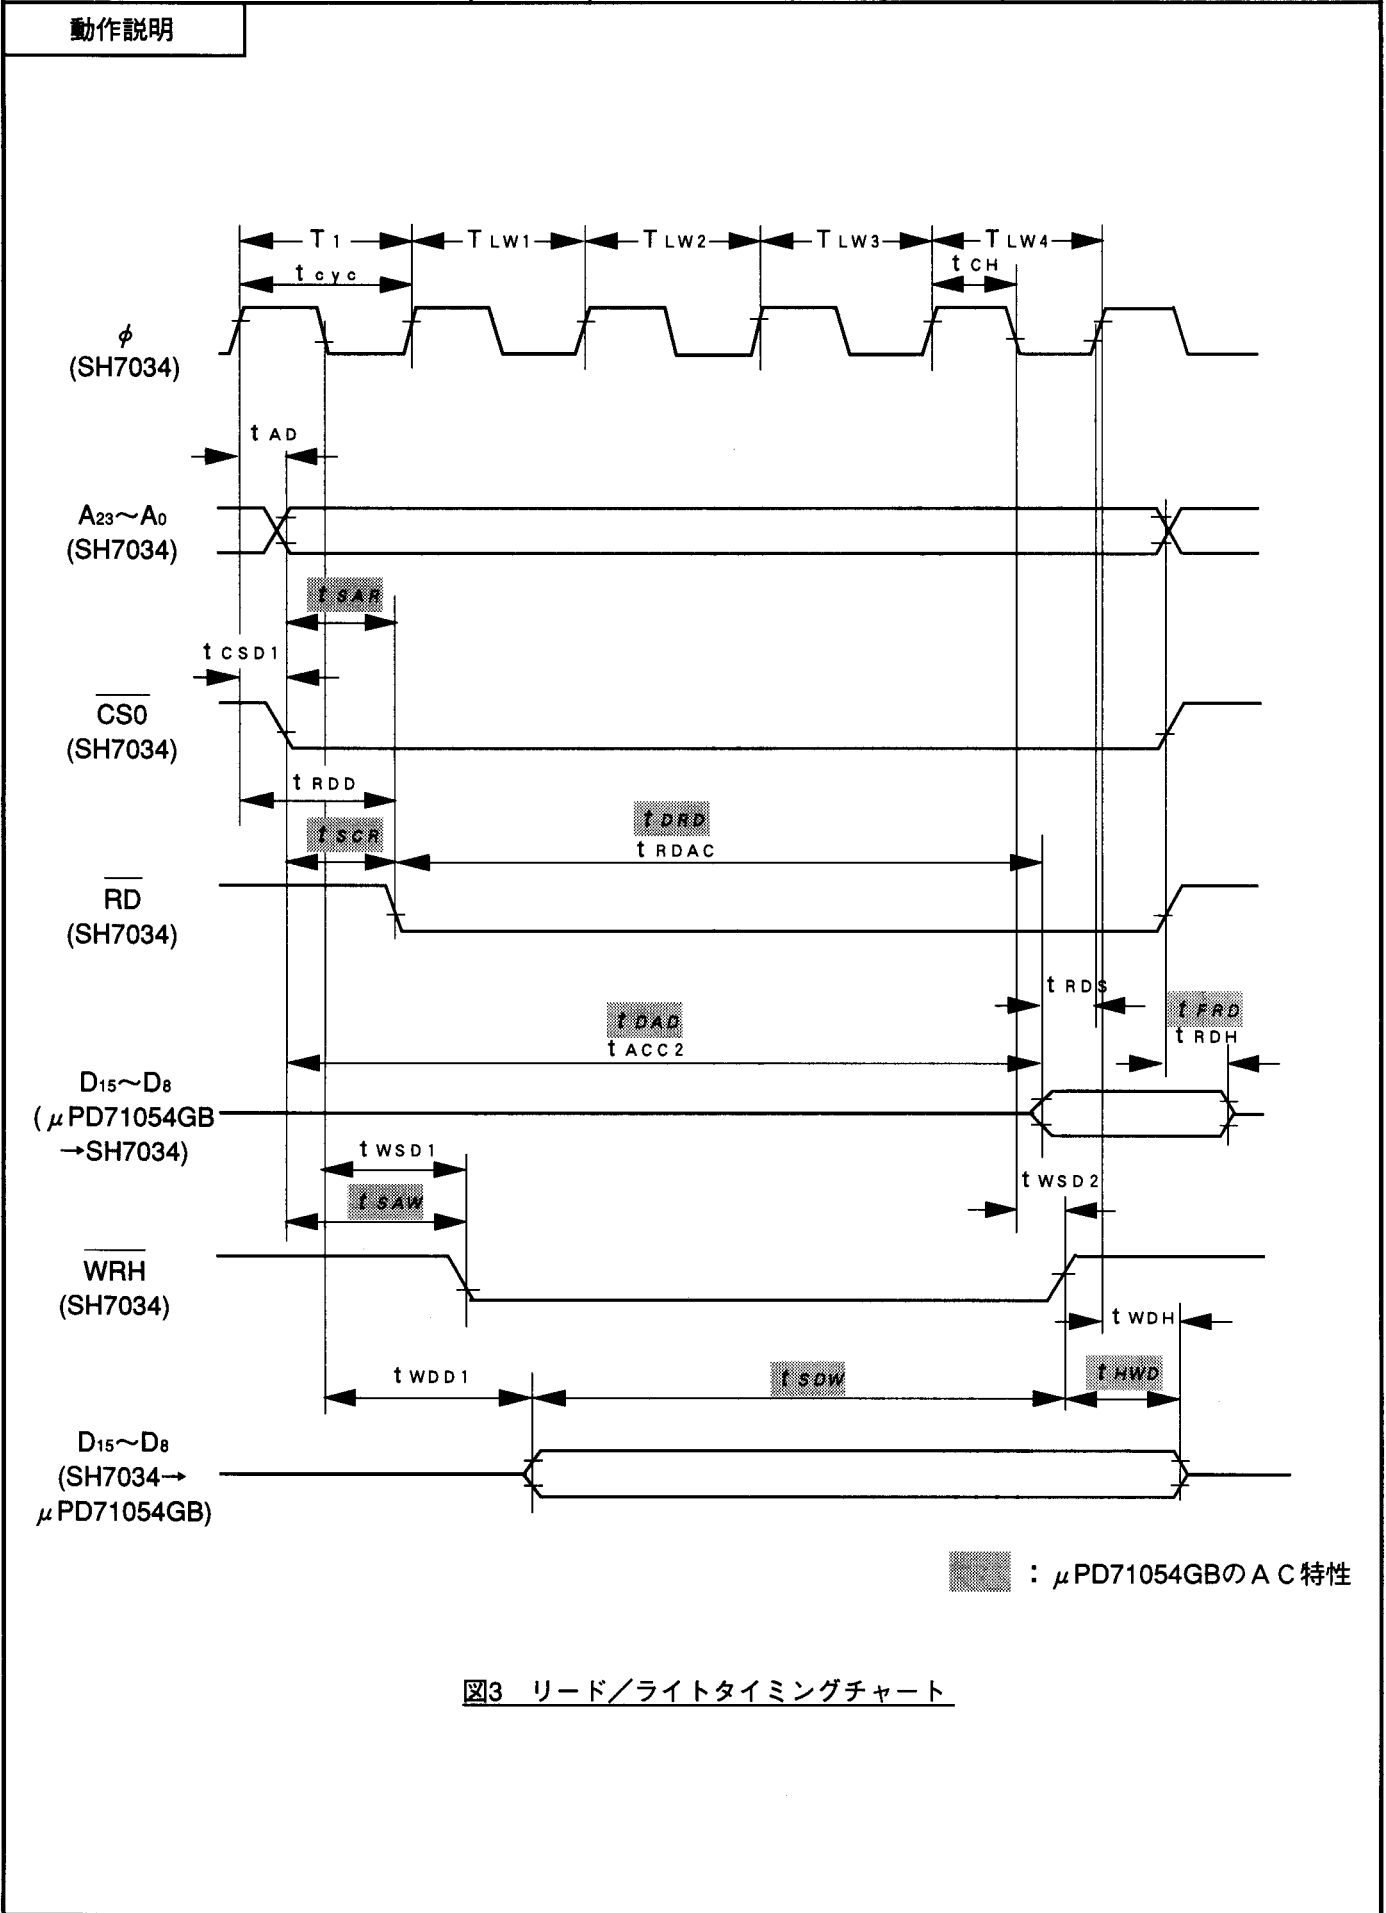 動作説明
T1 TLW1 TLW2 TLW3 TLW4
tcyc tCH
φ
(SH7034)
tAD
A23〜A0
(SH7034)
tSAR
tCSD1
CS0
(SH7034)
tRDD
tSCR
tDRD
tRDAC
RD
(SH7034)
tRDS
tDAD
tACC2
tFRD
tRDH
D15〜D8
(μPD71054GB
→SH7034)
tWSD1
tWSD2
tSAW
WRH
(SH7034)
tWDH
tWDD1 tSDW tHWD
D15〜D8
(SH7034→
μPD71054GB)
：μPD71054GBのAC特性
図3 リード／ライトタイミングチャート